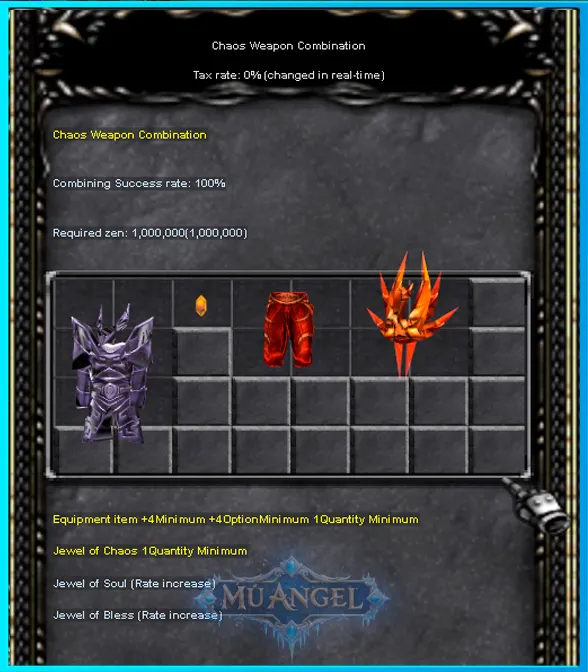 Chaos Weapon Combination
Tax rate: 0%(changed in real-time)
Chaos Weapon Combination
Combining Success rate: 100%
Required zen: 1,000,000(1,000,000)
Equipment item +4Minimum +4OptionMinimum 1Quantity Minimum
Jewel of Chaos 1Quantity Minimum
Jewel of Soul (Rate increase)
MU ANGEL
Jewel of Bless (Rate increase)